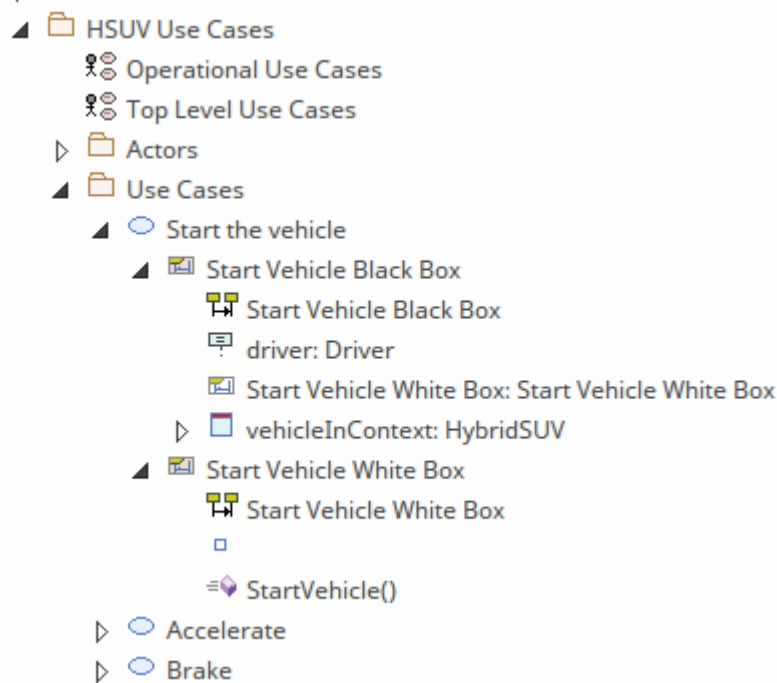 HSUV Use Cases
Operational Use Cases
Top Level Use Cases
Actors
Use Cases
Start the vehicle
Start Vehicle Black Box
Start Vehicle Black Box
driver: Driver
Start Vehicle White Box: Start Vehicle White Box
vehicleInContext: HybridSUV
Start Vehicle White Box
Start Vehicle White Box
StartVehicle()
Accelerate
Brake